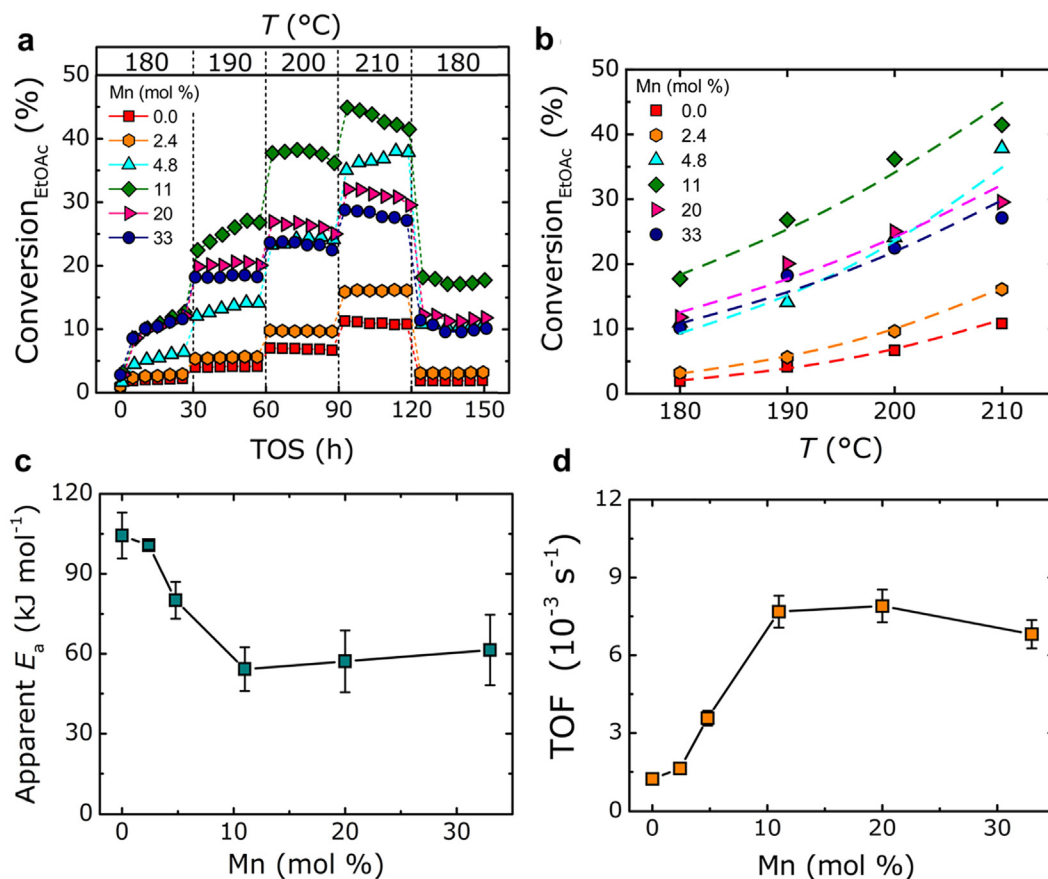 a
T (°C)
180 190 200 210 180
50
40
30
20
10
0
Conversion_EtOAc (%)
Mn (mol %)
0.0
2.4
4.8
11
20
33
0 30 60 90 120 150
TOS (h)
b
50
40
30
20
10
0
Conversion_EtOAc (%)
Mn (mol %)
0.0
2.4
4.8
11
20
33
180 190 200 210
T (°C)
c
120
90
60
30
0
Apparent Eₐ (kJ mol⁻¹)
0 10 20 30
Mn (mol %)
d
12
9
6
3
0
TOF (10⁻³ s⁻¹)
0 10 20 30
Mn (mol %)